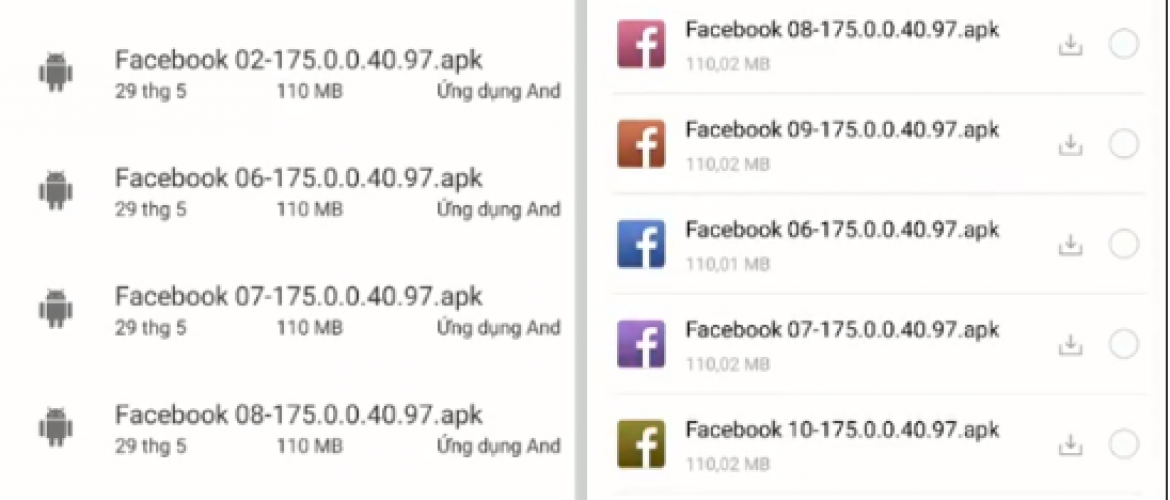 Facebook 02-175.0.0.40.97.apk
29 thg 5 110 MB Ứng dụng And
Facebook 06-175.0.0.40.97.apk
29 thg 5 110 MB Ứng dụng And
Facebook 07-175.0.0.40.97.apk
29 thg 5 110 MB Ứng dụng And
Facebook 08-175.0.0.40.97.apk
29 thg 5 110 MB Ứng dụng And
Facebook 08-175.0.0.40.97.apk
110,02 MB
Facebook 09-175.0.0.40.97.apk
110,02 MB
Facebook 06-175.0.0.40.97.apk
110,01 MB
Facebook 07-175.0.0.40.97.apk
110,02 MB
Facebook 10-175.0.0.40.97.apk
110,02 MB